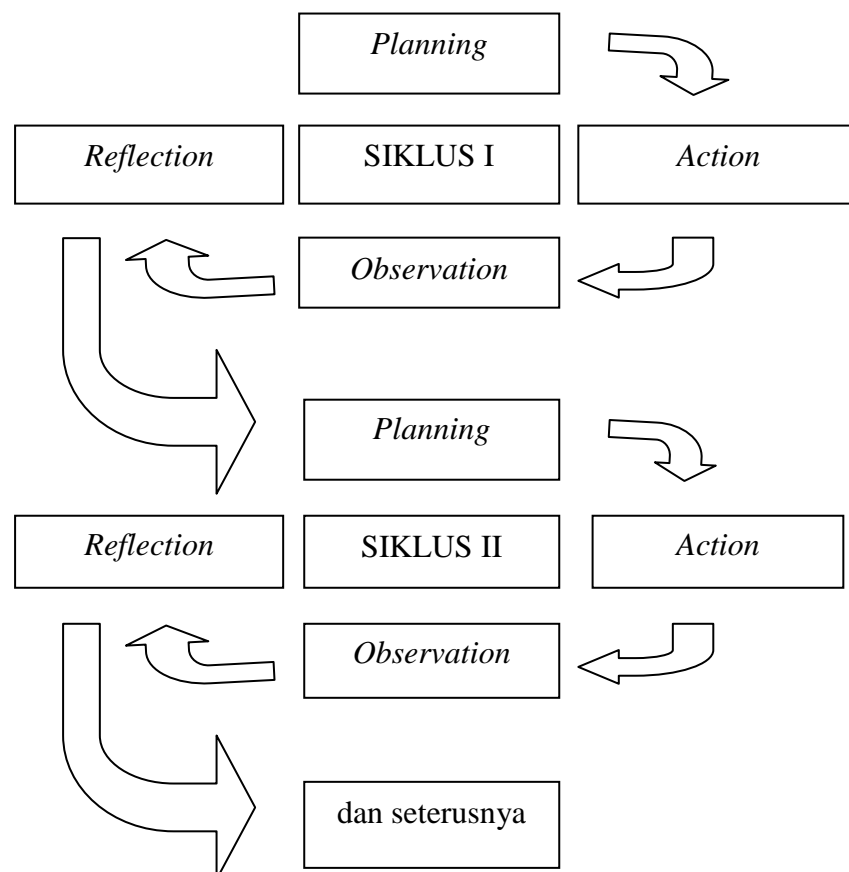 Planning
Reflection
SIKLUS I
Action
Observation
Planning
Reflection
SIKLUS II
Action
Observation
dan seterusnya